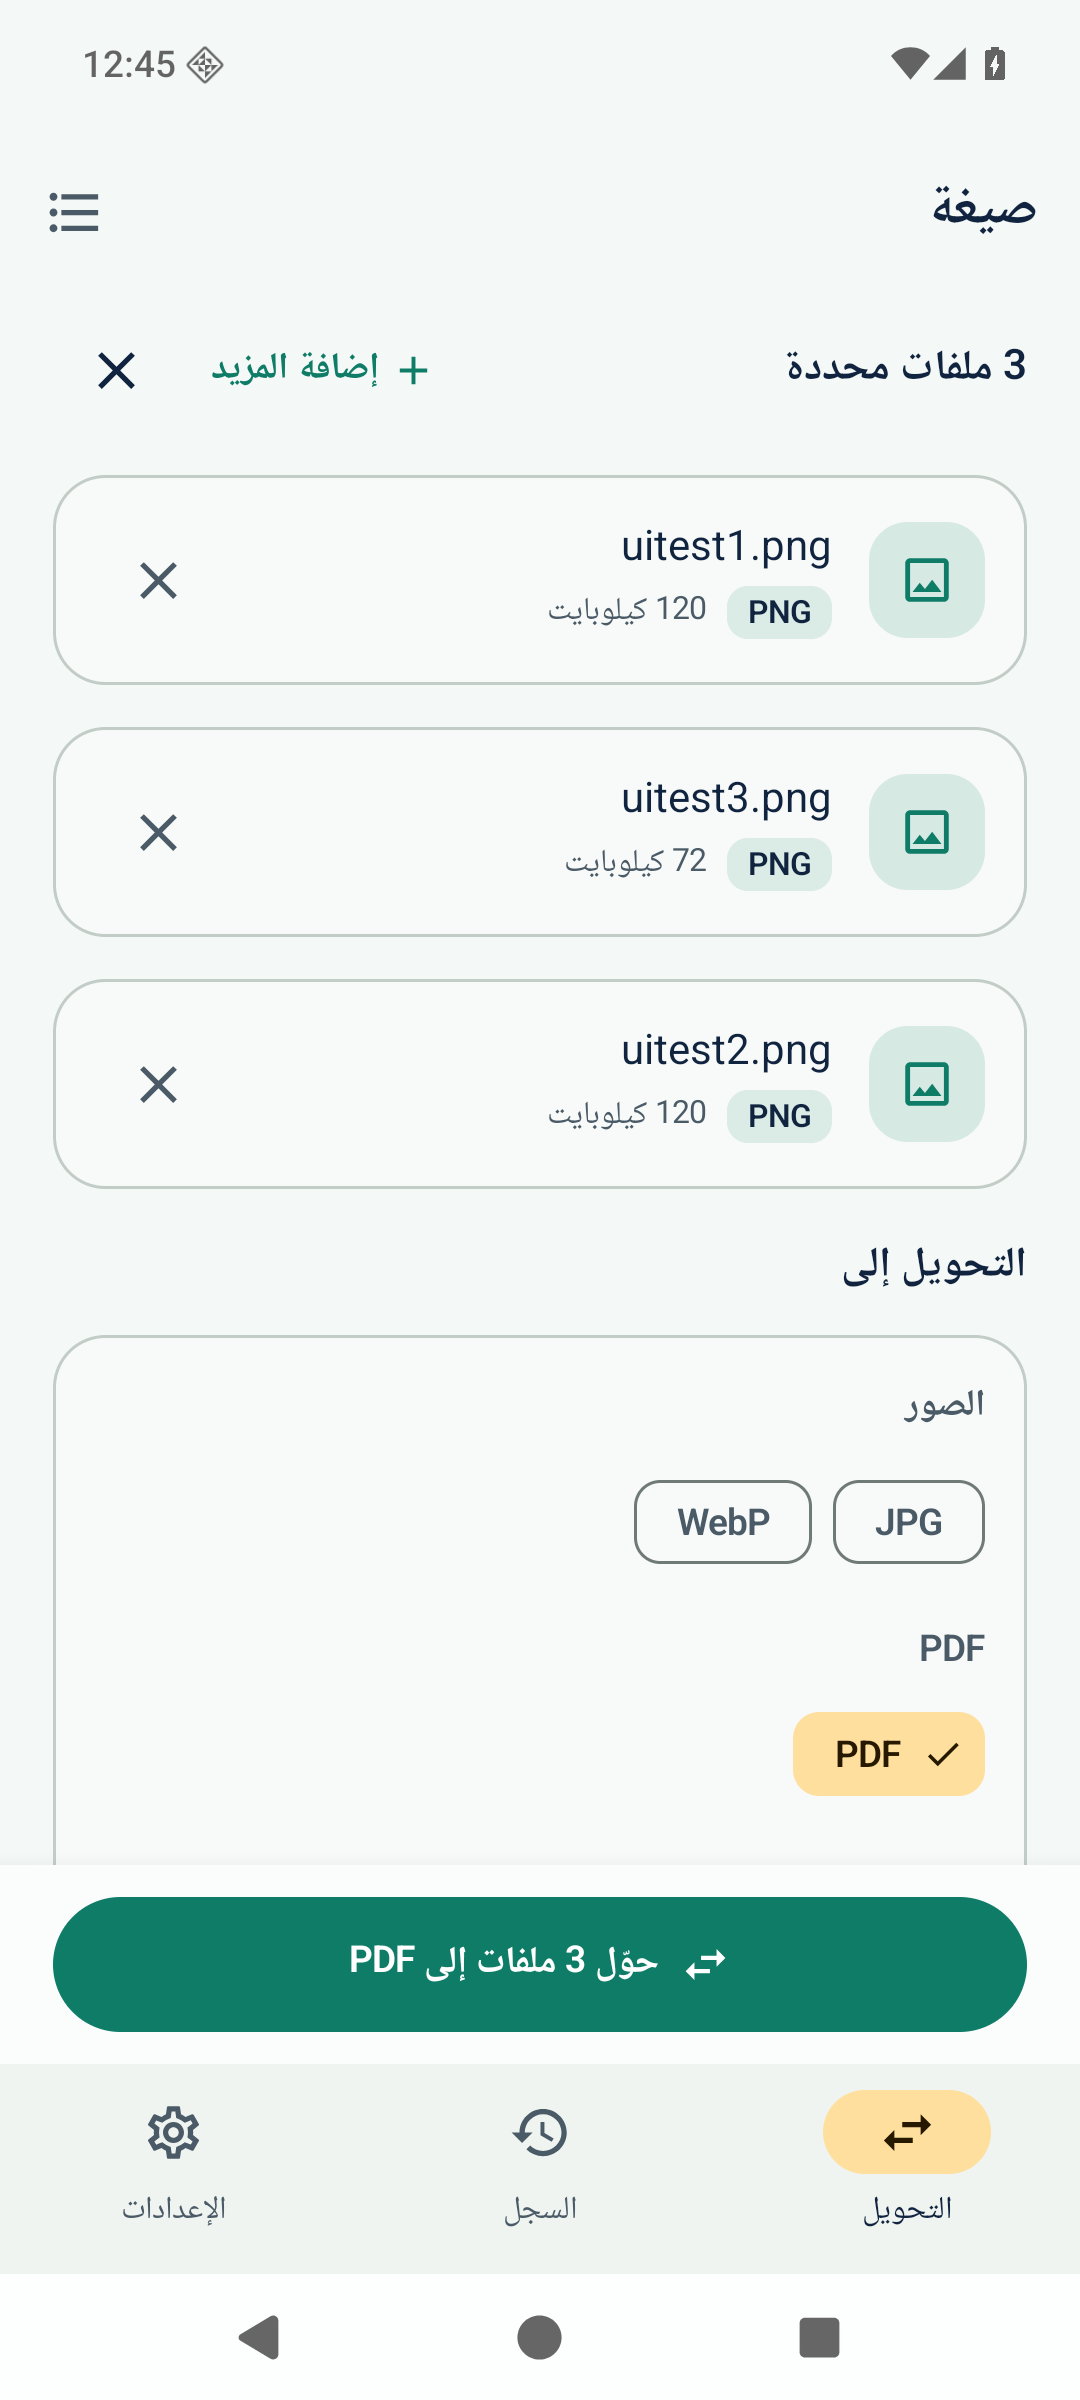 12:45
صيغة
3 ملفات محددة
إضافة المزيد
uitest1.png
PNG 120 كيلوبايت
uitest3.png
PNG 72 كيلوبايت
uitest2.png
PNG 120 كيلوبايت
التحويل إلى
الصور
JPG WebP
PDF
PDF
حوّل 3 ملفات إلى PDF
التحويل السجل الإعدادات